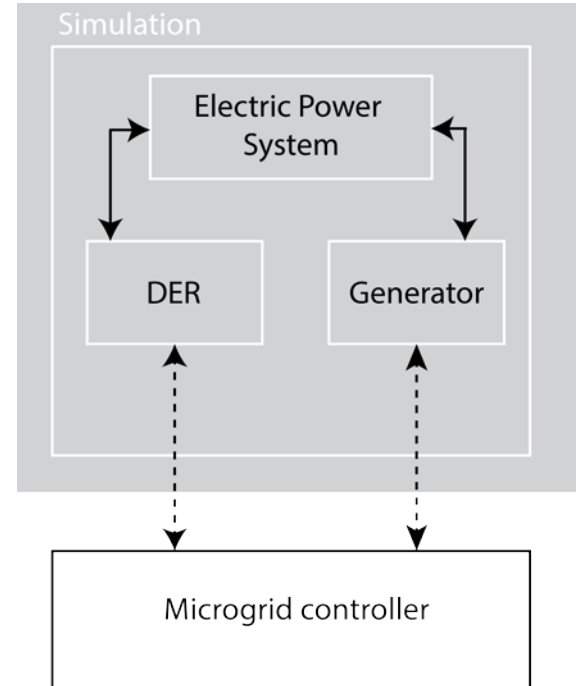 Simulation
Electric Power
System
DER
Generator
Microgrid controller